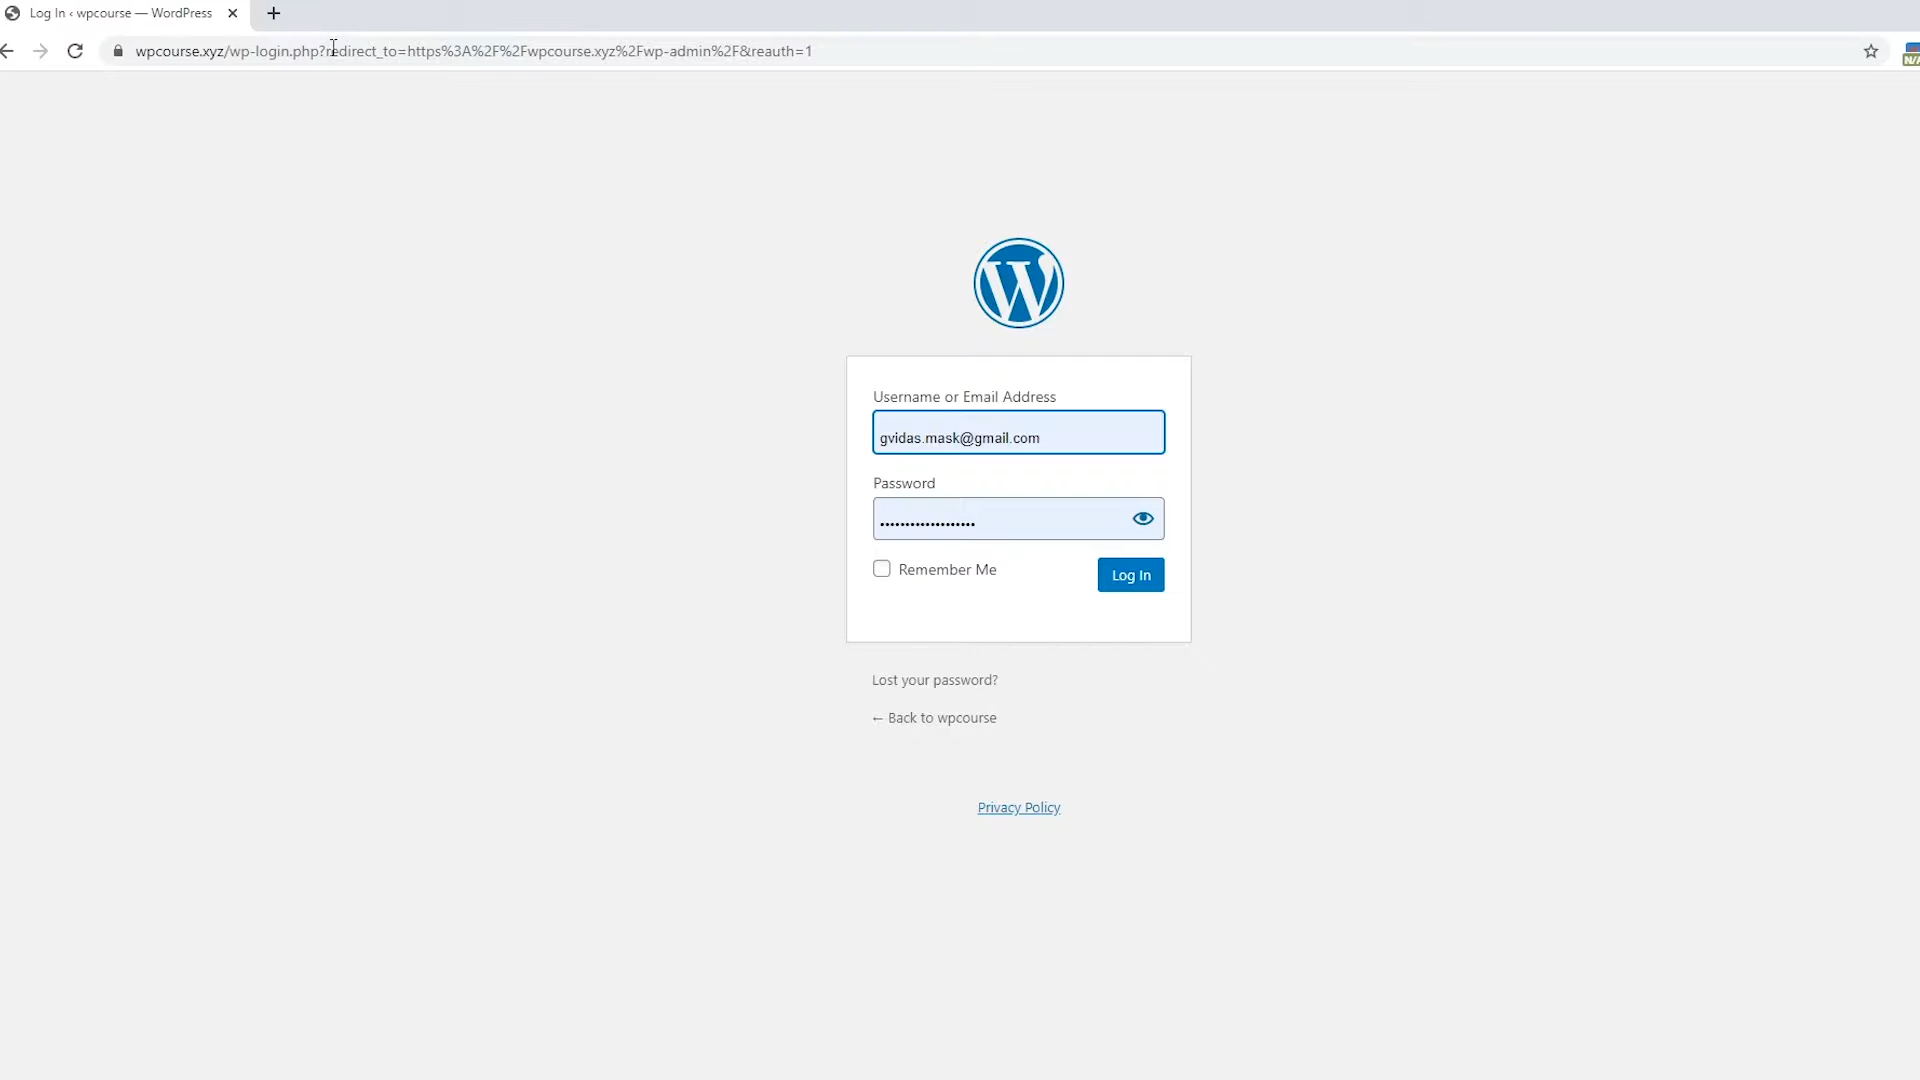 Log In ‹ wpcourse — WordPress
wpcourse.xyz/wp-login.php?redirect_to=https%3A%2F%2Fwpcourse.xyz%2Fwp-admin%2F&reauth=1
N/A
Username or Email Address
gvidas.mask@gmail.com
Password
Remember Me
Log In
Lost your password?
← Back to wpcourse
Privacy Policy